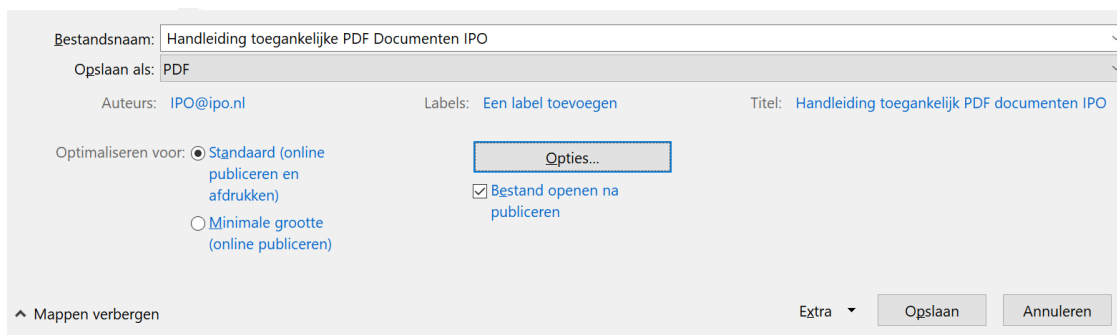 Bestandsnaam: Handleiding toegankelijke PDF Documenten IPO
Opslaan als: PDF
Auteurs: IPO@ipo.nl Labels: Een label toevoegen Titel: Handleiding toegankelijk PDF documenten IPO
Optimaliseren voor: Standaard (online
publiceren en
afdrukken)
Minimale grootte
(online publiceren)
Opties...
Bestand openen na
publiceren
Mappen verbergen Extra Opslaan Annuleren